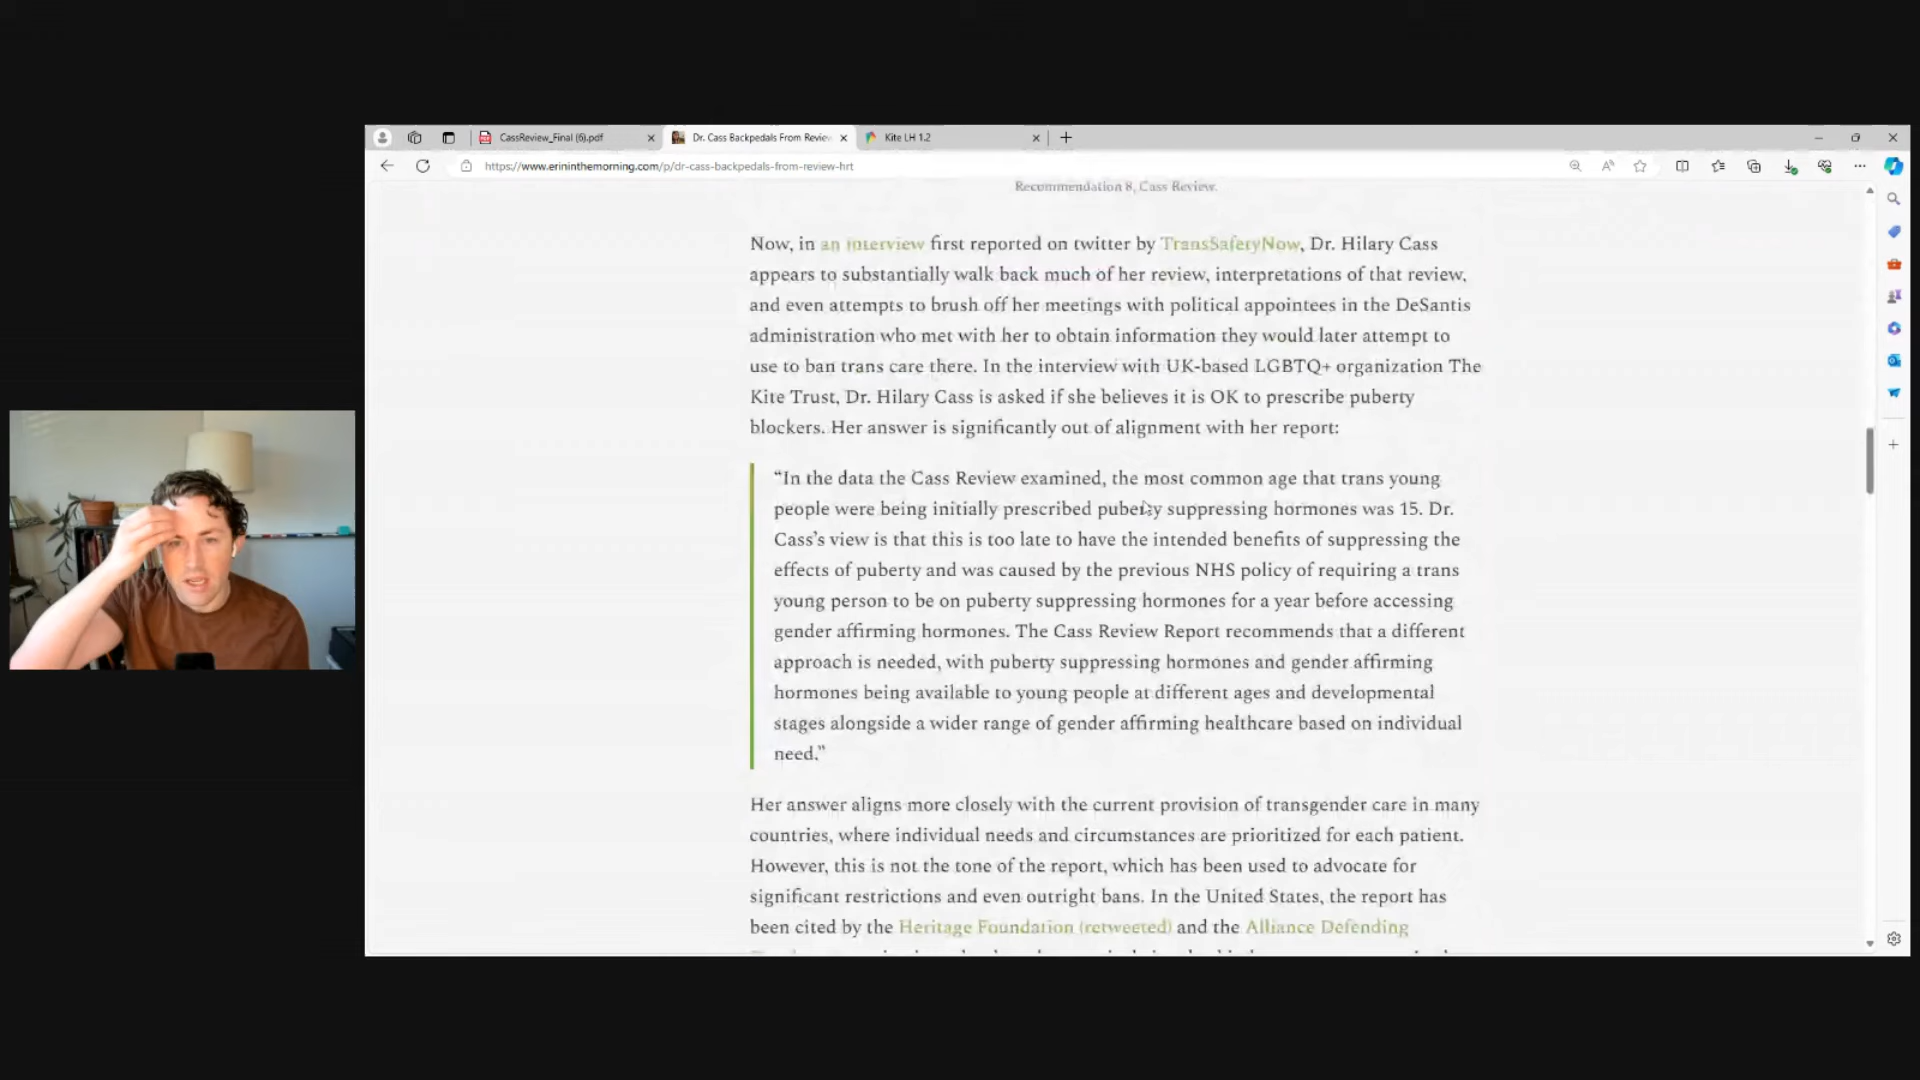 CassReview_Final (6).pdf
Dr. Cass Backpedals From Review
Kite LH 1.2
https://www.erininthemorning.com/p/dr-cass-backpedals-from-review-hrt
Recommendation 8, Cass Review.
Now, in an interview first reported on twitter by TransSaferyNow, Dr. Hilary Cass
appears to substantially walk back much of her review, interpretations of that review,
and even attempts to brush off her meetings with political appointees in the DeSantis
administration who met with her to obtain information they would later attempt to
use to ban trans care there. In the interview with UK-based LGBTQ+ organization The
Kite Trust, Dr. Hilary Cass is asked if she believes it is OK to prescribe puberty
blockers. Her answer is significantly out of alignment with her report:
“In the data the Cass Review examined, the most common age that trans young
people were being initially prescribed puberty suppressing hormones was 15. Dr.
Cass’s view is that this is too late to have the intended benefits of suppressing the
effects of puberty and was caused by the previous NHS policy of requiring a trans
young person to be on puberty suppressing hormones for a year before accessing
gender affirming hormones. The Cass Review Report recommends that a different
approach is needed, with puberty suppressing hormones and gender affirming
hormones being available to young people at different ages and developmental
stages alongside a wider range of gender affirming healthcare based on individual
need.”
Her answer aligns more closely with the current provision of transgender care in many
countries, where individual needs and circumstances are prioritized for each patient.
However, this is not the tone of the report, which has been used to advocate for
significant restrictions and even outright bans. In the United States, the report has
been cited by the Heritage Foundation (retweeted) and the Alliance Defending